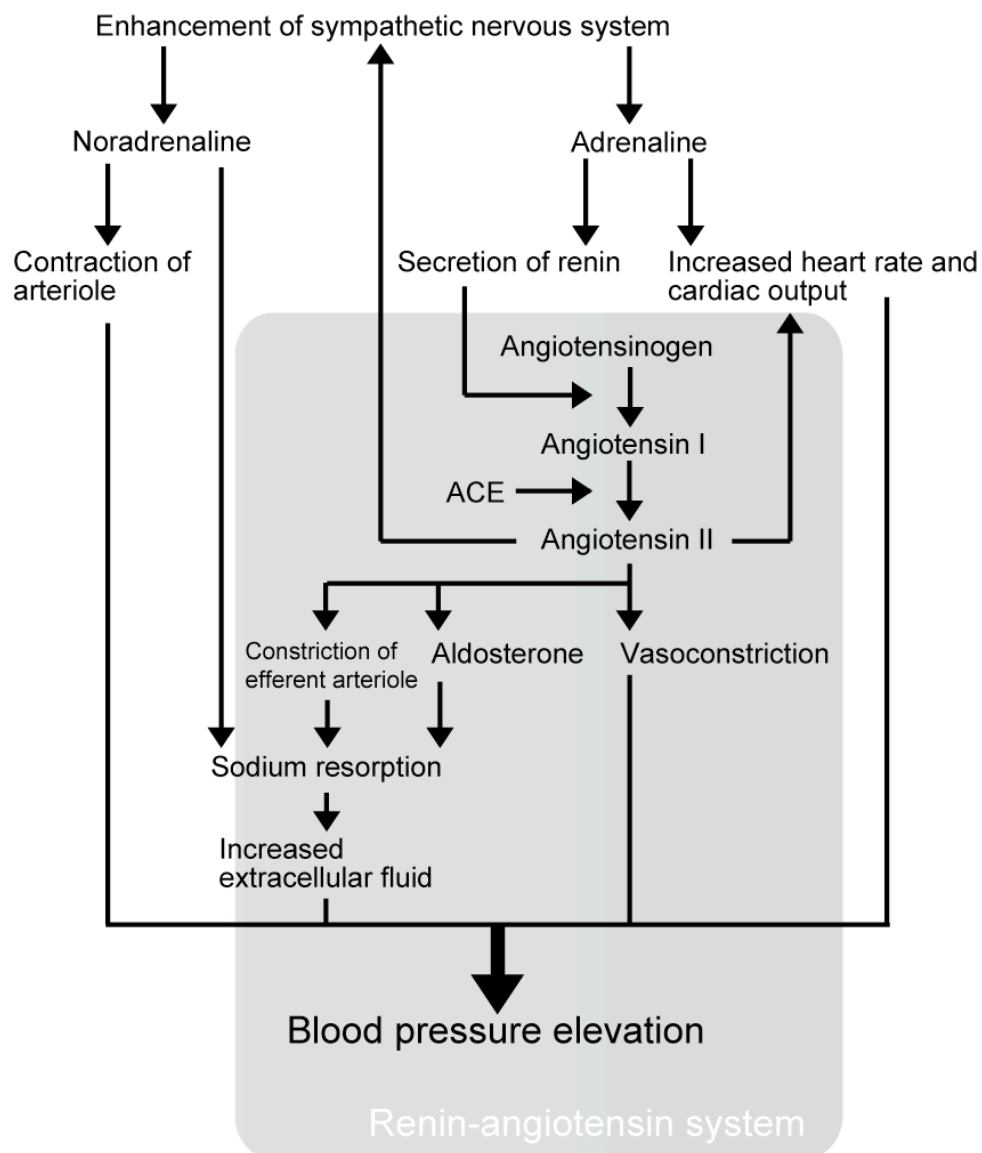 Enhancement of sympathetic nervous system
Noradrenaline
Adrenaline
Contraction of
arteriole
Secretion of renin
Increased heart rate and
cardiac output
Angiotensinogen
Angiotensin I
ACE
Angiotensin II
Constriction of
efferent arteriole
Aldosterone
Vasoconstriction
Sodium resorption
Increased
extracellular fluid
Blood pressure elevation
Renin-angiotensin system